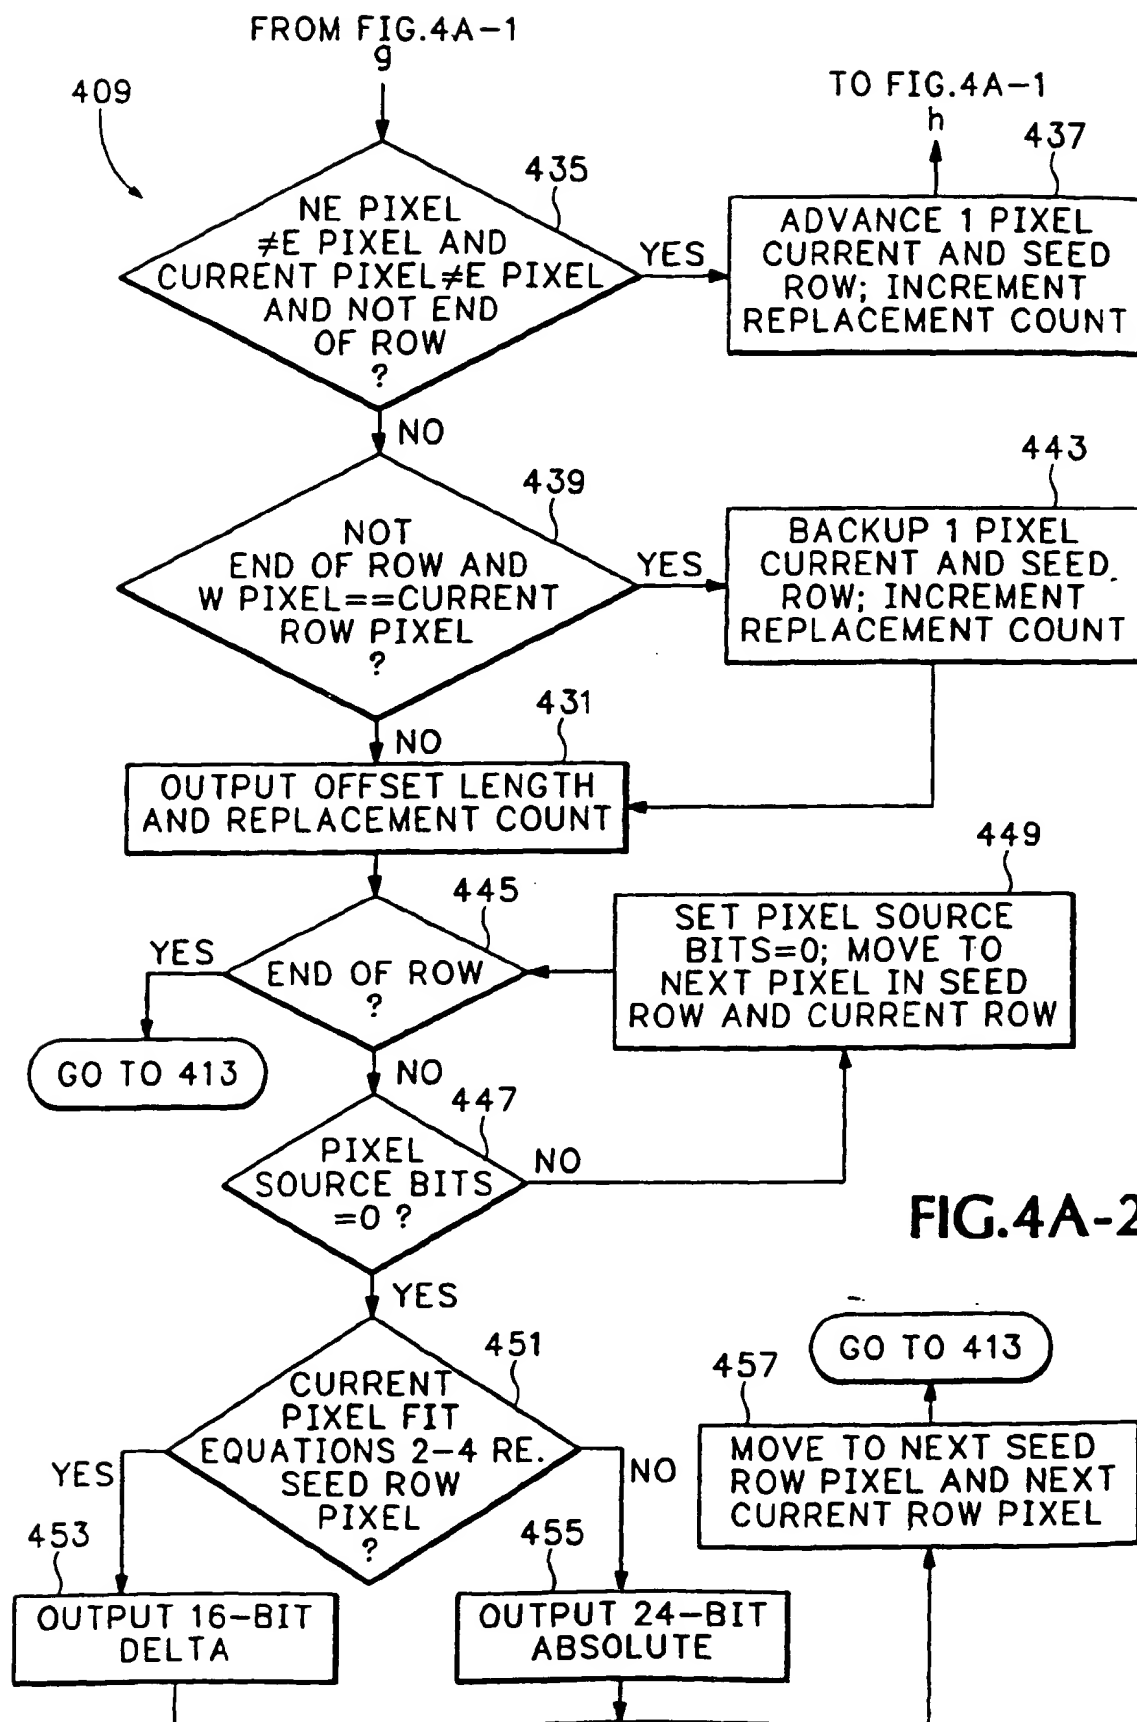 FROM FIG.4A-1
g
409
TO FIG.4A-1
h
437
435
NE PIXEL
≠E PIXEL AND
CURRENT PIXEL≠E PIXEL
AND NOT END
OF ROW
?
YES
ADVANCE 1 PIXEL
CURRENT AND SEED
ROW; INCREMENT
REPLACEMENT COUNT
NO
443
439
NOT
END OF ROW AND
W PIXEL==CURRENT
ROW PIXEL
?
YES
BACKUP 1 PIXEL
CURRENT AND SEED
ROW; INCREMENT
REPLACEMENT COUNT
NO
431
OUTPUT OFFSET LENGTH
AND REPLACEMENT COUNT
449
445
END OF ROW
?
YES
SET PIXEL SOURCE
BITS=0; MOVE TO
NEXT PIXEL IN SEED
ROW AND CURRENT ROW
GO TO 413
NO
447
PIXEL
SOURCE BITS
=0 ?
NO
FIG.4A-2
YES
GO TO 413
451
457
CURRENT
PIXEL FIT
EQUATIONS 2-4 RE.
SEED ROW
PIXEL
?
YES
NO
MOVE TO NEXT SEED
ROW PIXEL AND NEXT
CURRENT ROW PIXEL
453
455
OUTPUT 16-BIT
DELTA
OUTPUT 24-BIT
ABSOLUTE